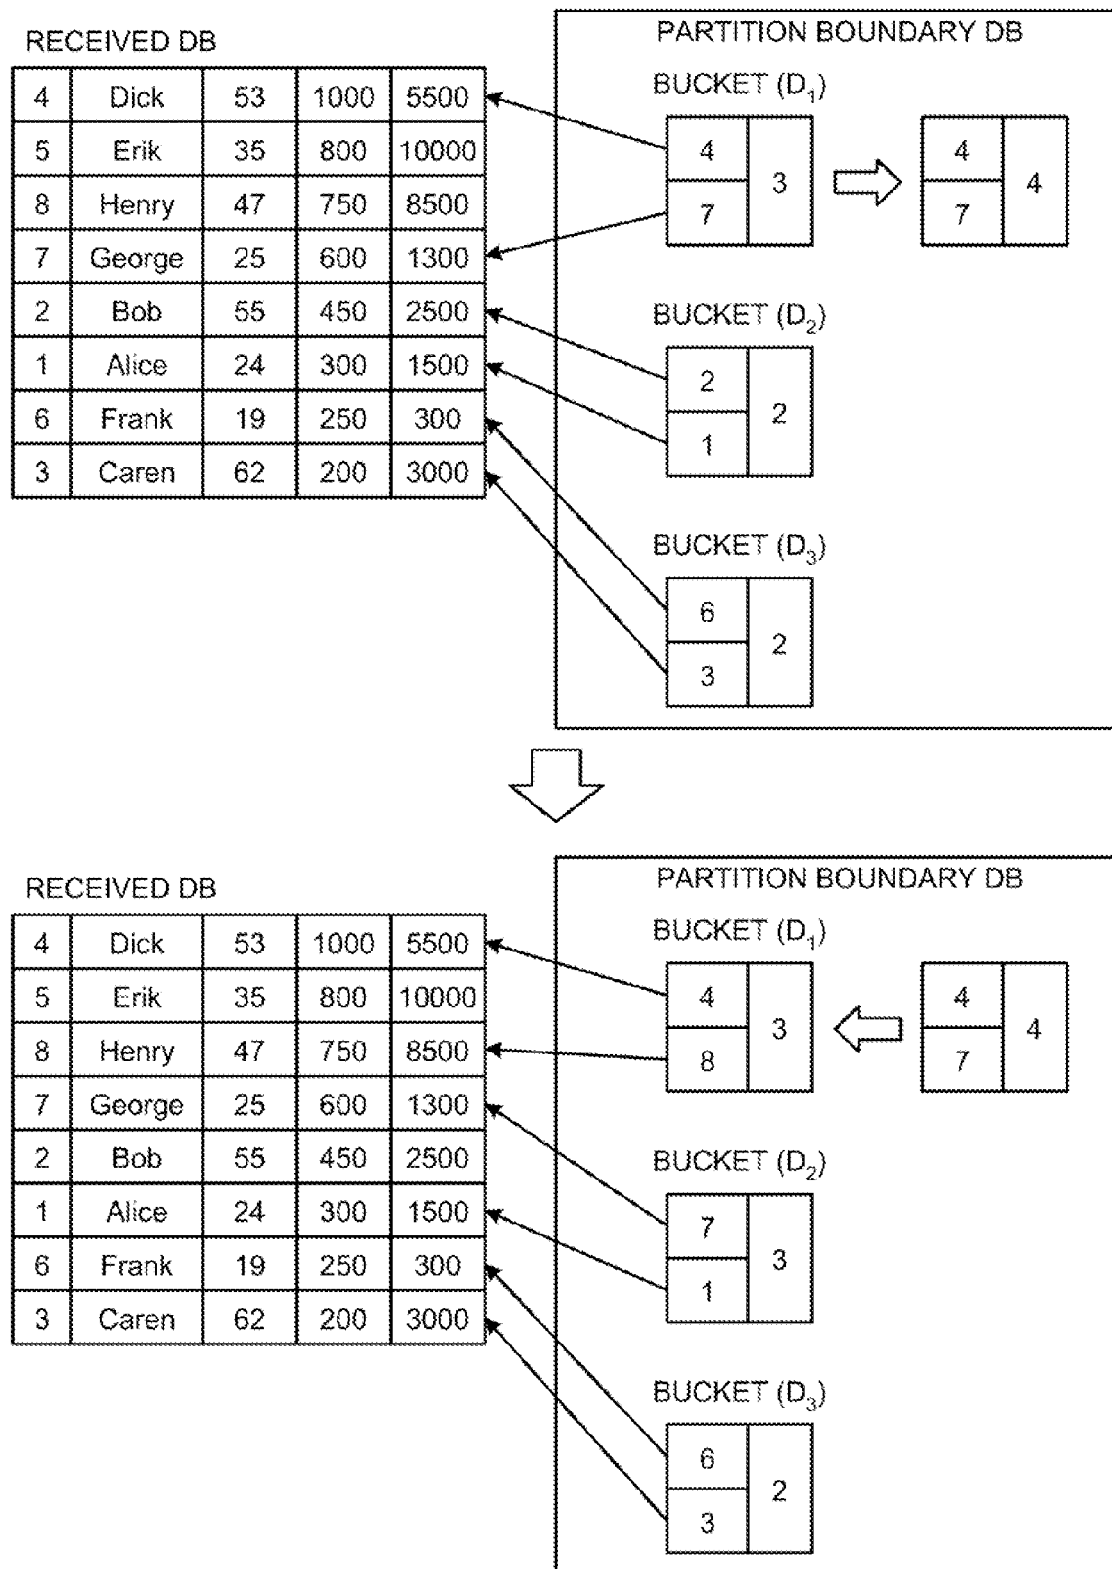 RECEIVED DB
4 Dick 53 1000 5500
5 Erik 35 800 10000
8 Henry 47 750 8500
7 George 25 600 1300
2 Bob 55 450 2500
1 Alice 24 300 1500
6 Frank 19 250 300
3 Caren 62 200 3000
PARTITION BOUNDARY DB
BUCKET (D₁)
4
7
3
4
7
4
BUCKET (D₂)
2
1
2
BUCKET (D₃)
6
3
2
RECEIVED DB
4 Dick 53 1000 5500
5 Erik 35 800 10000
8 Henry 47 750 8500
7 George 25 600 1300
2 Bob 55 450 2500
1 Alice 24 300 1500
6 Frank 19 250 300
3 Caren 62 200 3000
PARTITION BOUNDARY DB
BUCKET (D₁)
4
8
3
4
7
4
BUCKET (D₂)
7
1
3
BUCKET (D₃)
6
3
2